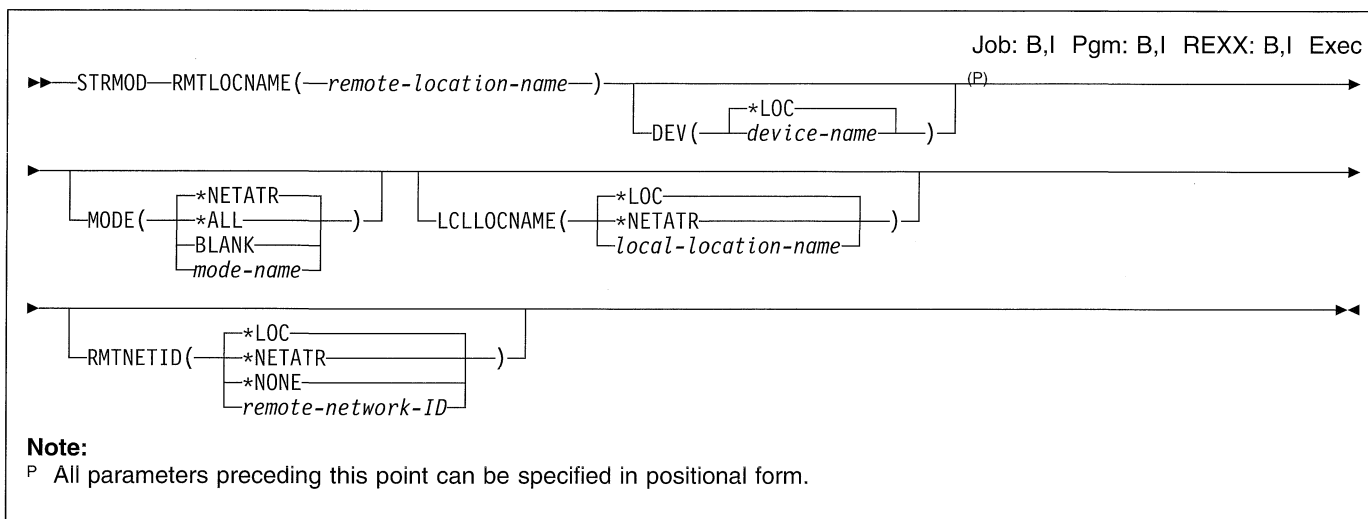 Job: B,I Pgm: B,I REXX: B,I Exec
STRMOD RMTLOCNAME( remote-location-name ) (P)
*LOC
DEV( device-name )
*NETATR *LOC
MODE( *ALL ) LCLLOCNAME( *NETATR )
BLANK local-location-name
mode-name
*LOC
RMTNETID( *NETATR )
*NONE
remote-network-ID
Note:
P All parameters preceding this point can be specified in positional form.